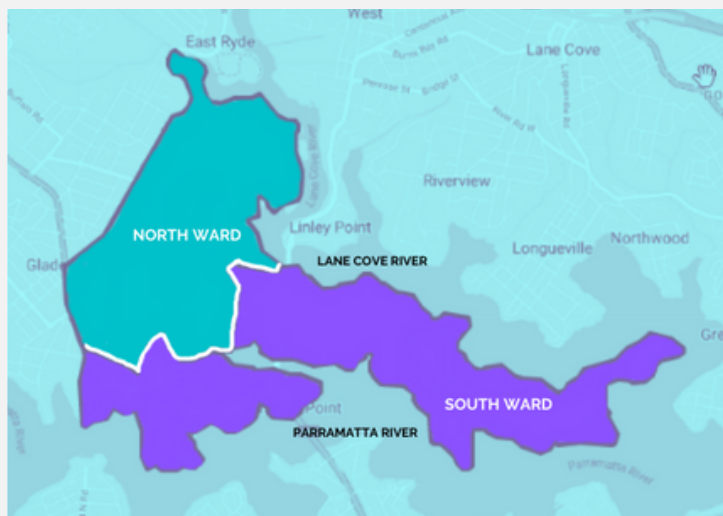 West
East Ryde
Lane Cove
Burns Bay Rd
Penrose St
Bridge St
River Rd W
Longueville Rd
Lane Cove River
Riverview
NORTH WARD
Linley Point
Northwood
Longueville
LANE COVE RIVER
Glade
Gre
SOUTH WARD
Point
PARRAMATTA RIVER
Parramatta River